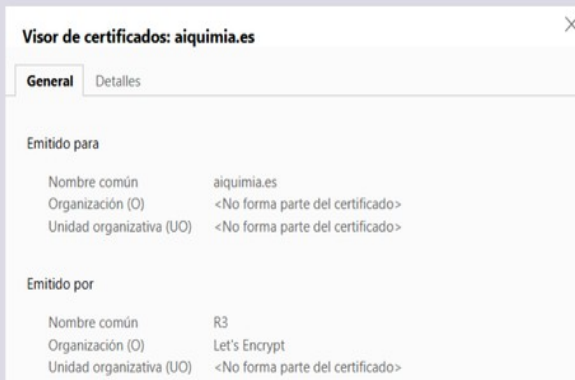 Visor de certificados: aiquimia.es
General Detalles
Emitido para
Nombre común aiquimia.es
Organización (O) <No forma parte del certificado>
Unidad organizativa (UO) <No forma parte del certificado>
Emitido por
Nombre común R3
Organización (O) Let's Encrypt
Unidad organizativa (UO) <No forma parte del certificado>